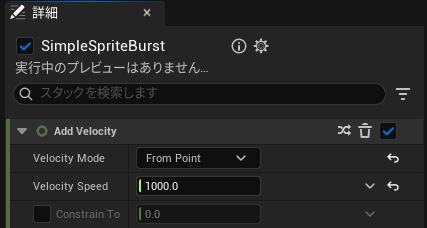 詳細
SimpleSpriteBurst
実行中のプレビューはありません...
スタックを検索します
Add Velocity
Velocity Mode From Point
Velocity Speed 1000.0
Constrain To 0.0